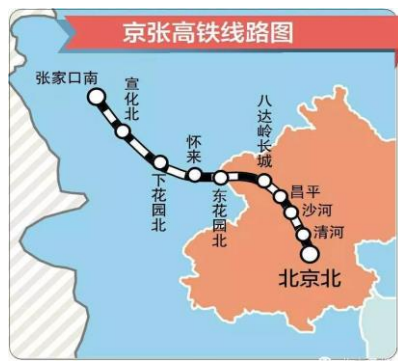 京张高铁线路图
张家口南
宣化北
下花园北
怀来
东花园北
八达岭长城
昌平
沙河
清河
北京北